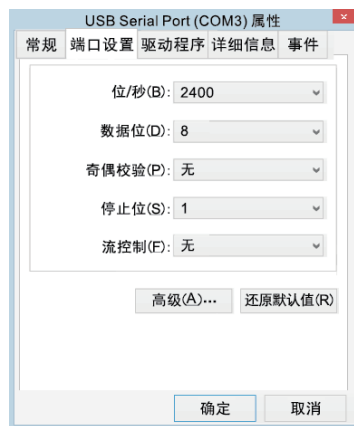 USB Serial Port (COM3) 属性
常规 端口设置 驱动程序 详细信息 事件
位/秒(B): 2400
数据位(D): 8
奇偶校验(P): 无
停止位(S): 1
流控制(F): 无
高级(A)... 还原默认值(R)
确定 取消